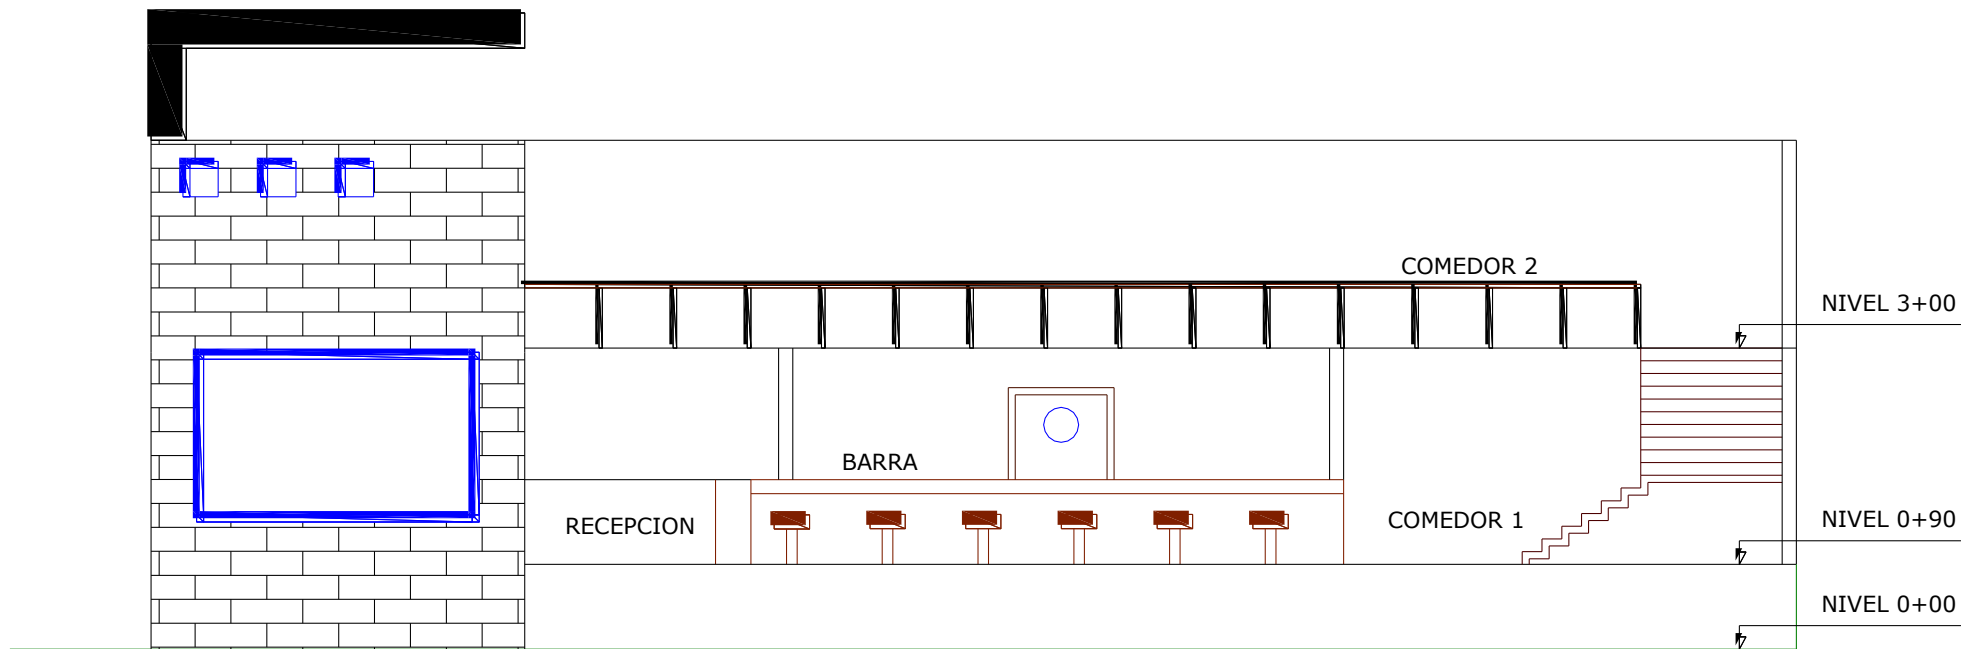 COMEDOR 2
NIVEL 3+00
BARRA
RECEPCION
COMEDOR 1
NIVEL 0+90
NIVEL 0+00